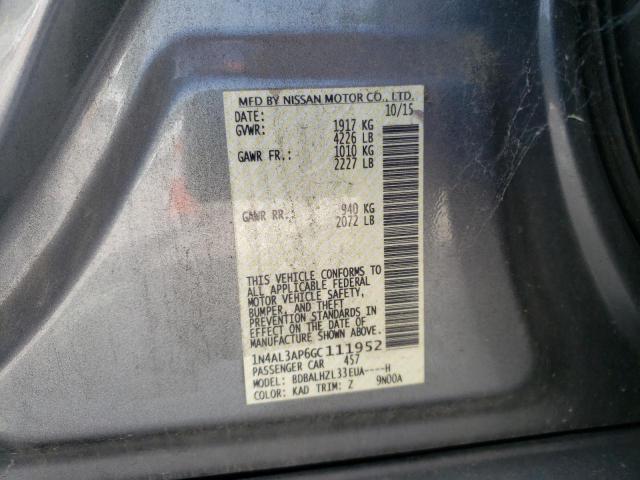 MFD BY NISSAN MOTOR CO., LTD.
DATE: 10/15
GVWR: 1917 KG
4226 LB
GAWR FR.: 1010 KG
2227 LB
GAWR RR.: 940 KG
2072 LB
THIS VEHICLE CONFORMS TO
ALL APPLICABLE FEDERAL
MOTOR VEHICLE SAFETY,
BUMPER, AND THEFT
PREVENTION STANDARDS IN
EFFECT ON THE DATE OF
MANUFACTURE SHOWN ABOVE.
1N4AL3AP6GC111952
PASSENGER CAR 457
MODEL: BDBALHZL33EUA----H
COLOR: KAD TRIM: Z 9N00A